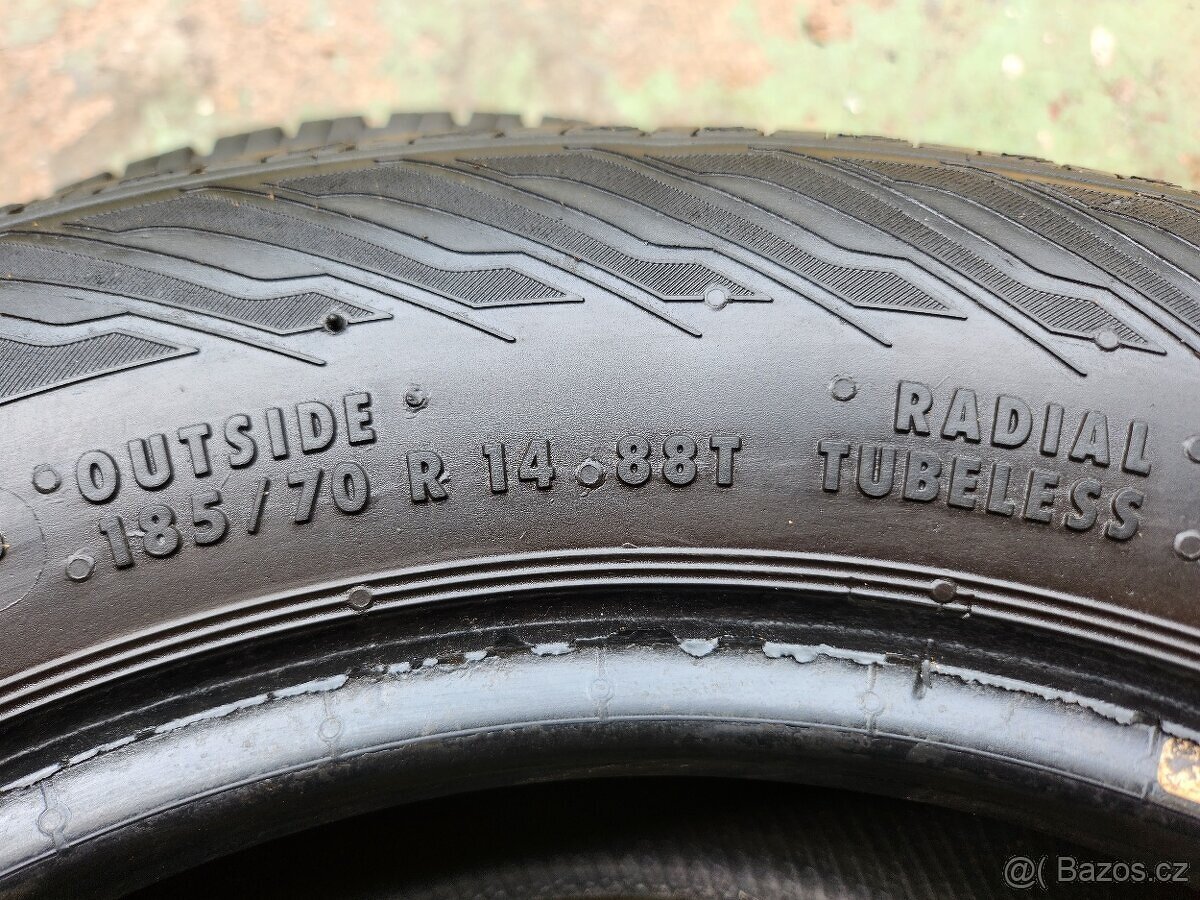 OUTSIDE
185/70 R 14 88T
RADIAL
TUBELESS
@( Bazos.cz